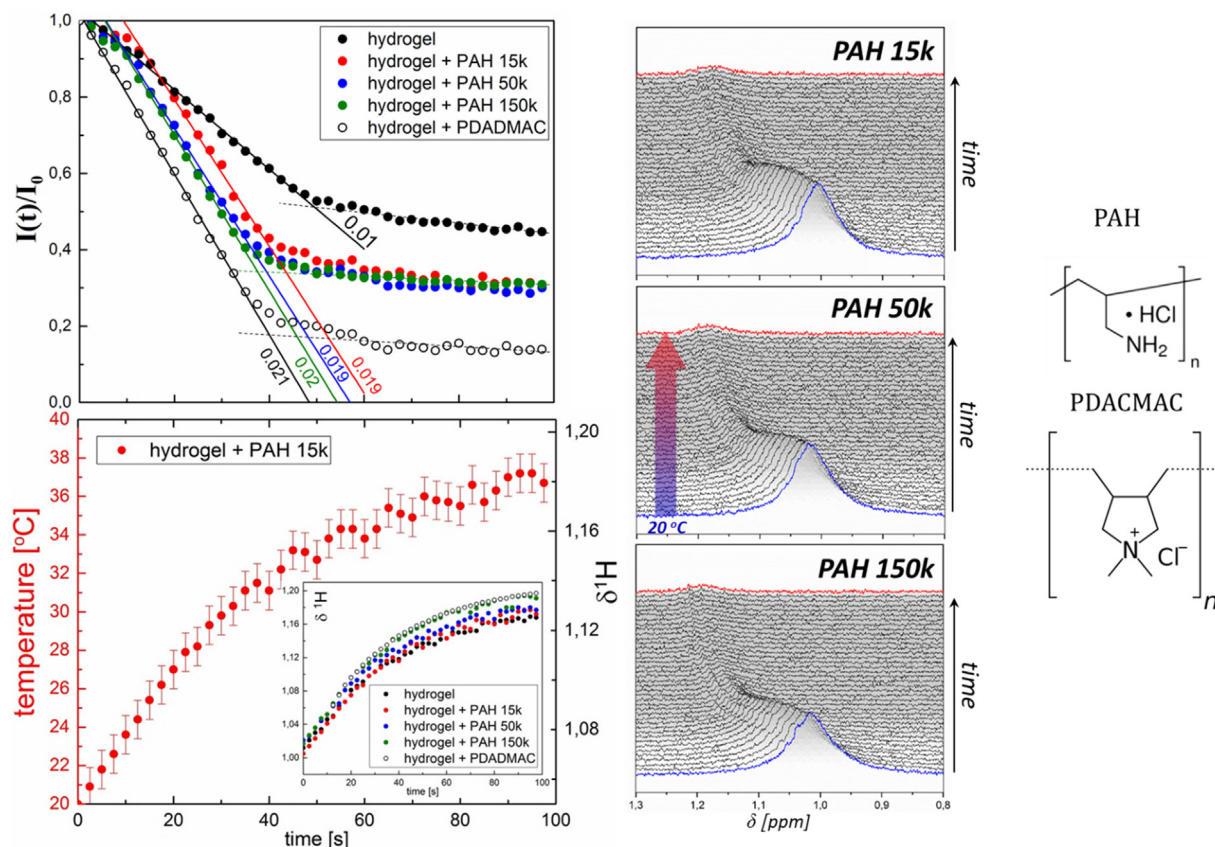 I(t)/I0
1,0
0,8
0,6
0,4
0,2
0,0
hydrogel
hydrogel + PAH 15k
hydrogel + PAH 50k
hydrogel + PAH 150k
hydrogel + PDADMAC
0.01
0.021
0.02
0.019
0.019
temperature [°C]
40
38
36
34
32
30
28
26
24
22
20
hydrogel + PAH 15k
1,20
1,16
1,12
1,08
δ¹H
0 20 40 60 80 100
time [s]
δ ¹H
1,20
1,16
1,12
1,08
1,04
1,00
hydrogel
hydrogel + PAH 15k
hydrogel + PAH 50k
hydrogel + PAH 150k
hydrogel + PDADMAC
0 20 40 60 80 100
time [s]
PAH 15k
time
PAH 50k
20 °C
time
PAH 150k
time
1,3 1,2 1,1 1,0 0,9 0,8
δ [ppm]
PAH
• HCl
NH2
n
PDACMAC
N+
Cl−
n